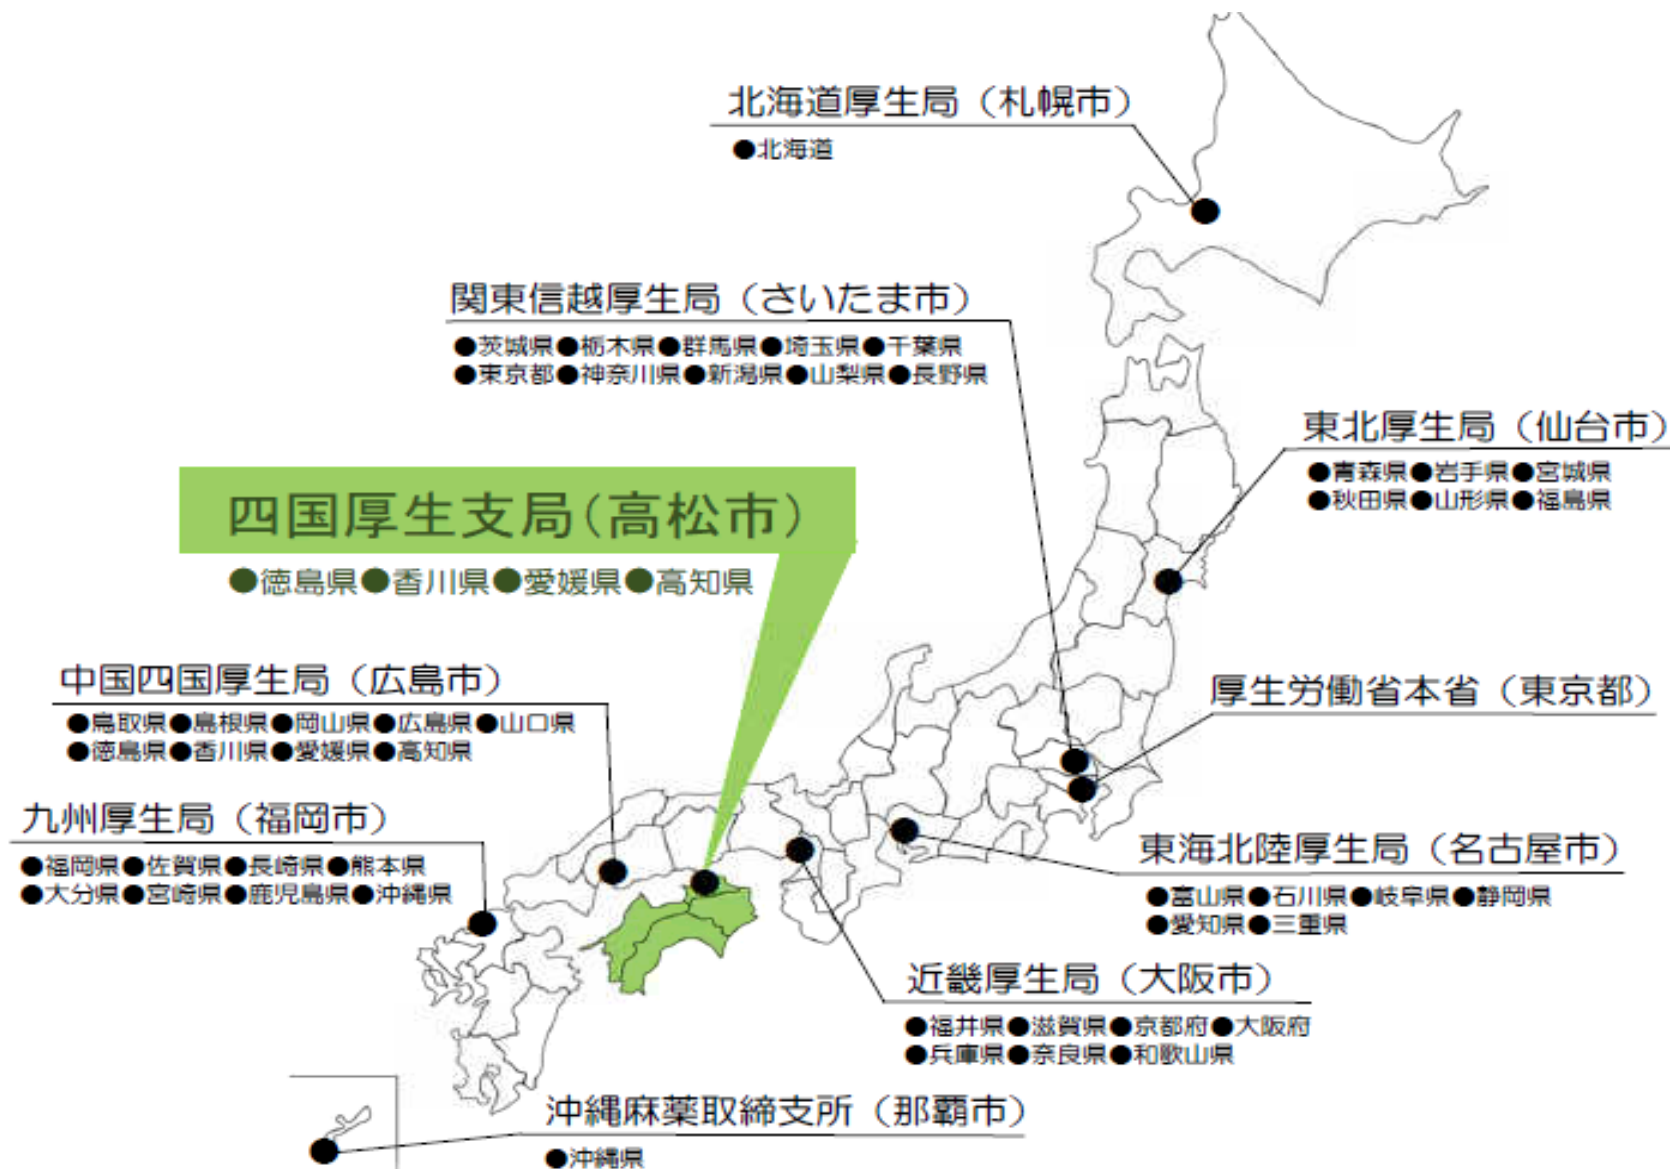 北海道厚生局（札幌市）
●北海道
関東信越厚生局（さいたま市）
●茨城県●栃木県●群馬県●埼玉県●千葉県
●東京都●神奈川県●新潟県●山梨県●長野県
東北厚生局（仙台市）
●青森県●岩手県●宮城県
●秋田県●山形県●福島県
四国厚生支局(高松市)
●徳島県●香川県●愛媛県●高知県
中国四国厚生局（広島市）
●鳥取県●島根県●岡山県●広島県●山口県
●徳島県●香川県●愛媛県●高知県
厚生労働省本省（東京都）
九州厚生局（福岡市）
●福岡県●佐賀県●長崎県●熊本県
●大分県●宮崎県●鹿児島県●沖縄県
東海北陸厚生局（名古屋市）
●富山県●石川県●岐阜県●静岡県
●愛知県●三重県
近畿厚生局（大阪市）
●福井県●滋賀県●京都府●大阪府
●兵庫県●奈良県●和歌山県
沖縄麻薬取締支所（那覇市）
●沖縄県